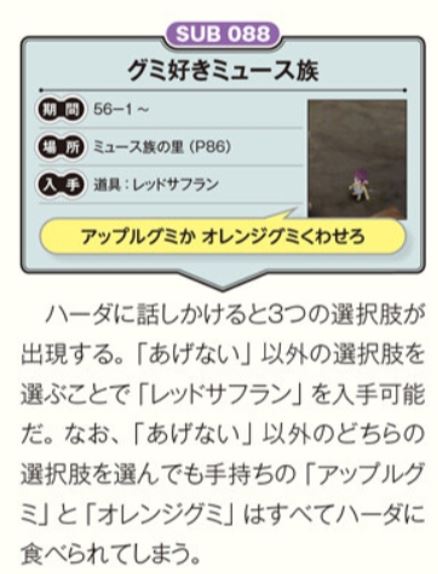 SUB 088
グミ好きミュース族
期間 56−1～
場所 ミュース族の里（P86）
入手 道具：レッドサフラン
アップルグミか オレンジグミくわせろ
ハーダに話しかけると3つの選択肢が
出現する。「あげない」以外の選択肢を
選ぶことで「レッドサフラン」を入手可能
だ。なお、「あげない」以外のどちらの
選択肢を選んでも手持ちの「アップルグ
ミ」と「オレンジグミ」はすべてハーダに
食べられてしまう。